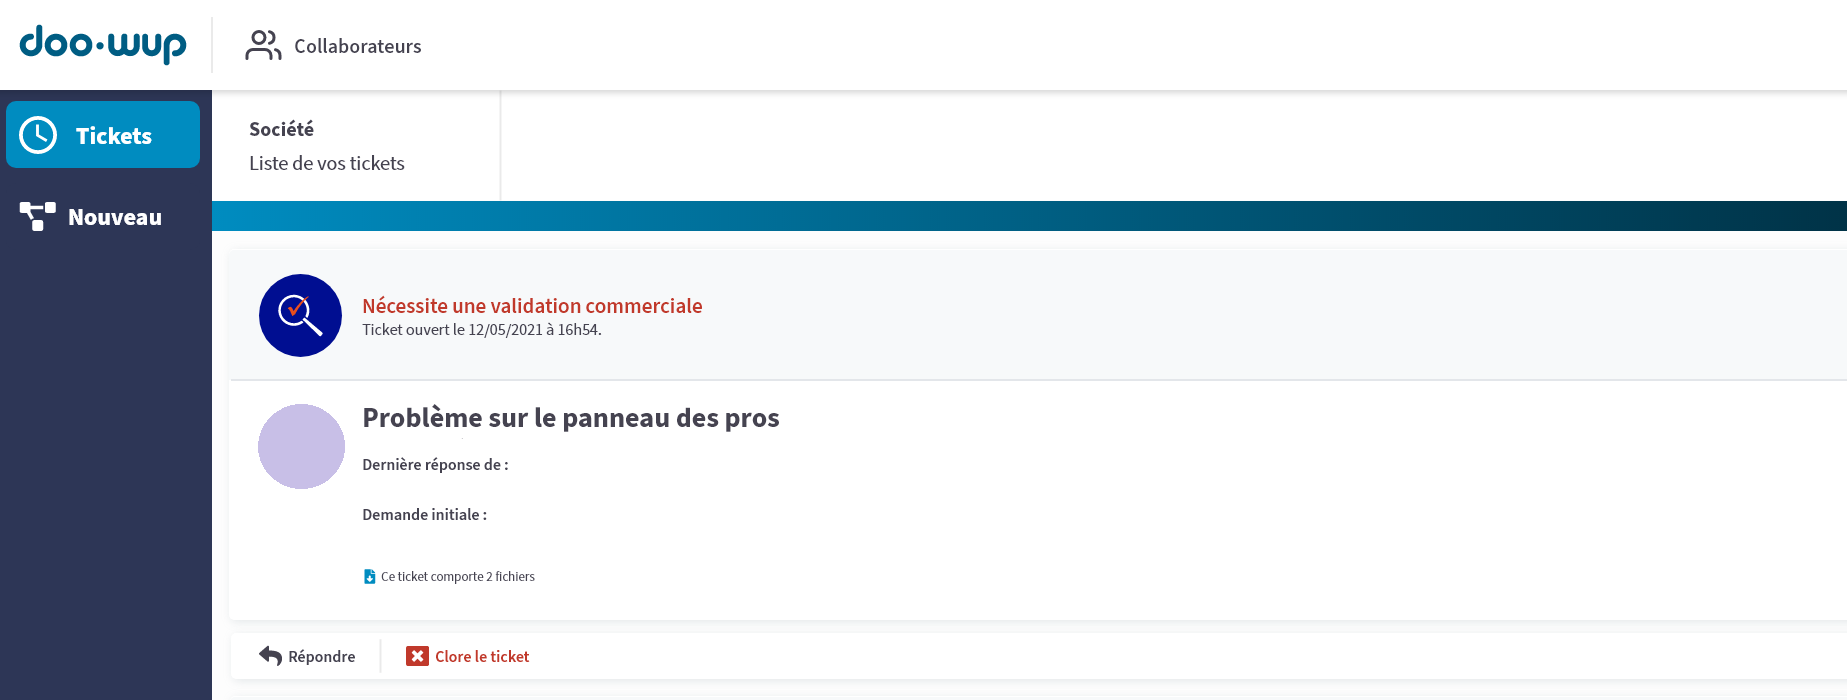 doo·wup
Collaborateurs
Tickets
Nouveau
Société
Liste de vos tickets
Nécessite une validation commerciale
Ticket ouvert le 12/05/2021 à 16h54.
Problème sur le panneau des pros
Dernière réponse de :
Demande initiale :
Ce ticket comporte 2 fichiers
Répondre
Clore le ticket